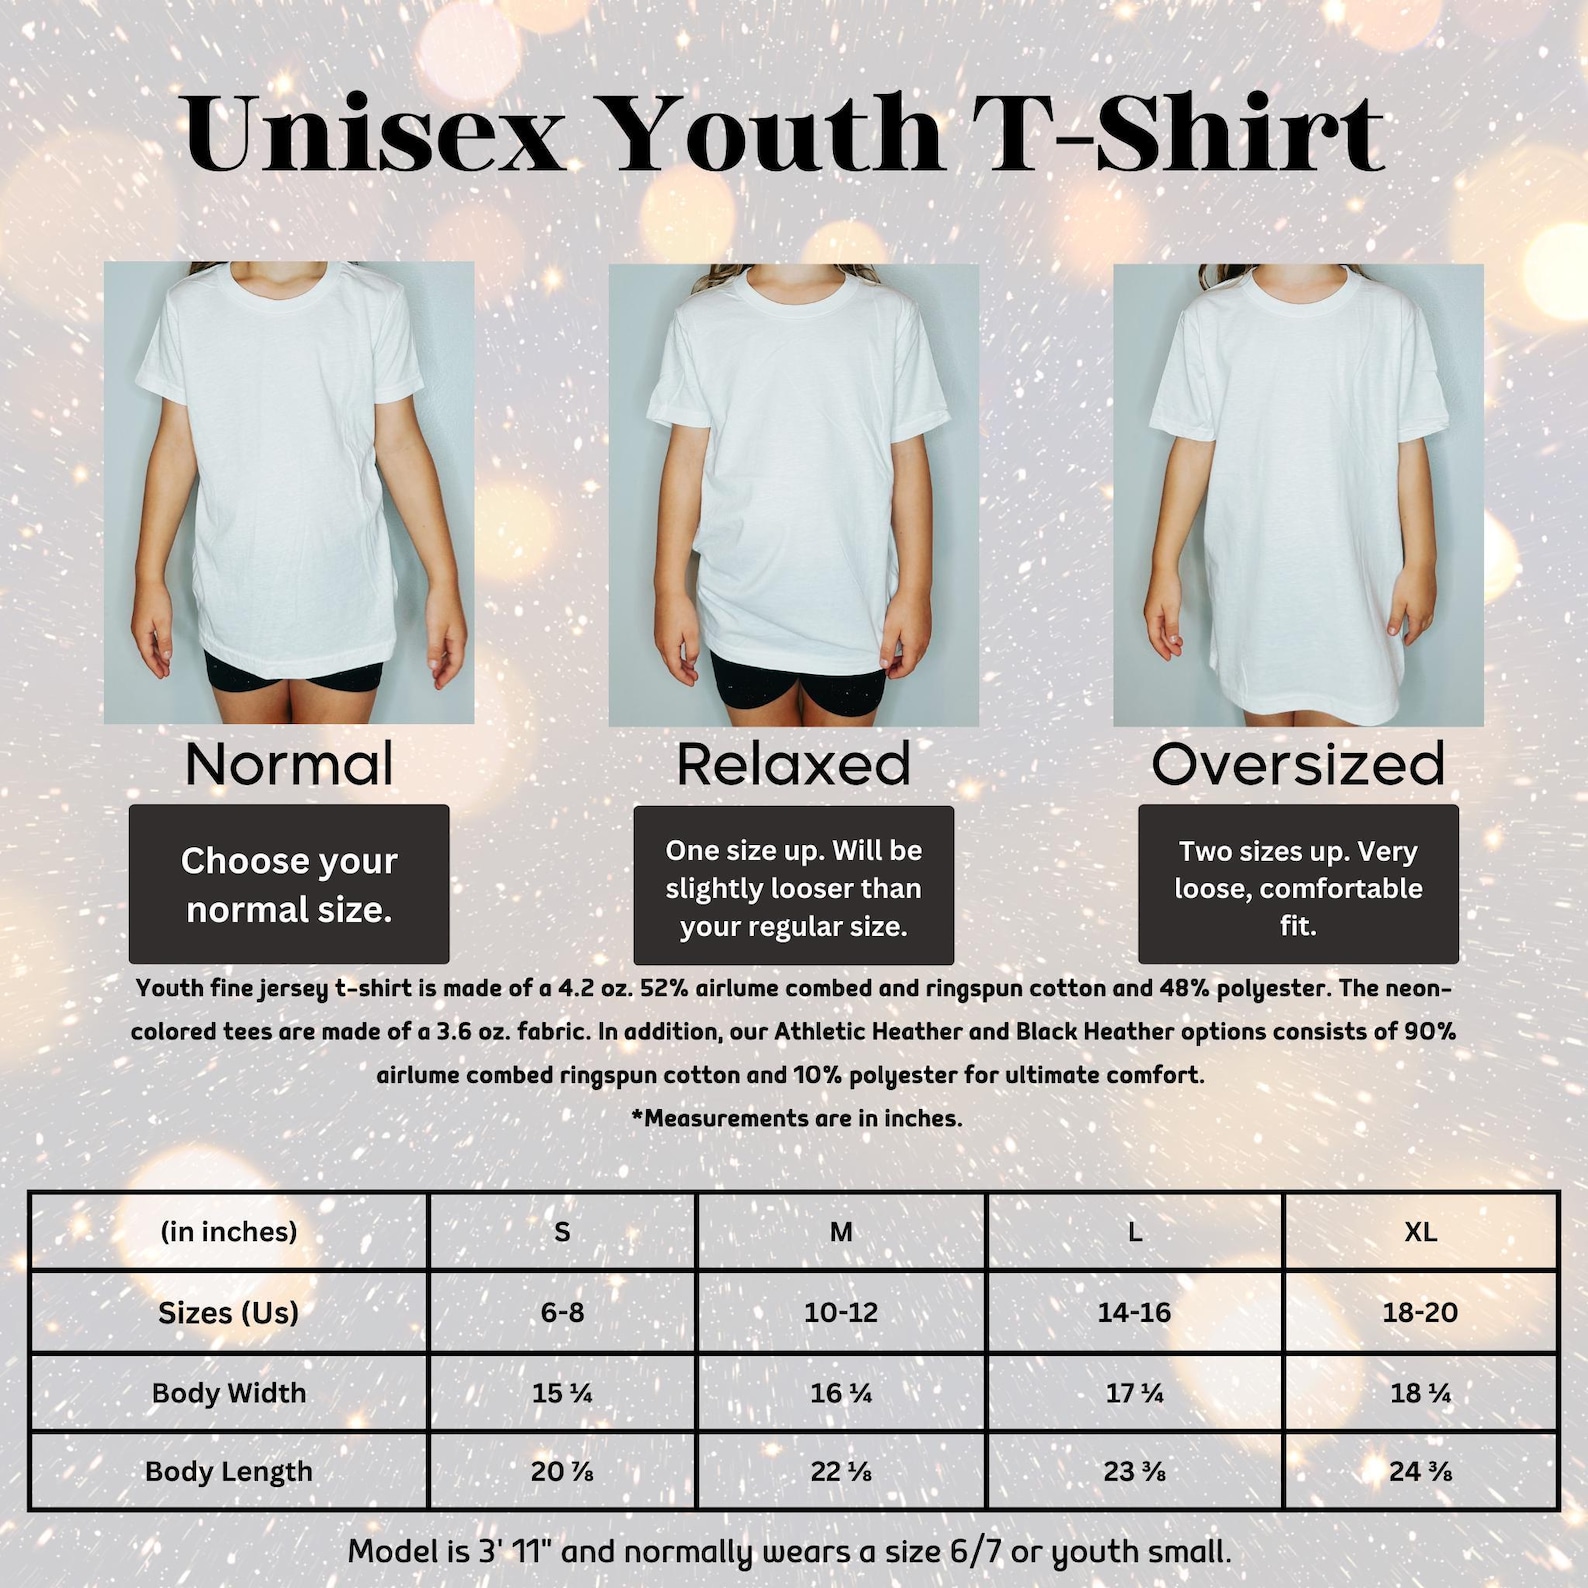 Unisex Youth T-Shirt
Normal
Relaxed
Oversized
Choose your
normal size.
One size up. Will be
slightly looser than
your regular size.
Two sizes up. Very
loose, comfortable
fit.
Youth fine jersey t-shirt is made of a 4.2 oz. 52% airlume combed and ringspun cotton and 48% polyester. The neon-
colored tees are made of a 3.6 oz. fabric. In addition, our Athletic Heather and Black Heather options consists of 90%
airlume combed ringspun cotton and 10% polyester for ultimate comfort.
*Measurements are in inches.
(in inches) S M L XL
Sizes (Us) 6-8 10-12 14-16 18-20
Body Width 15 ¼ 16 ¼ 17 ¼ 18 ¼
Body Length 20 ⅞ 22 ⅛ 23 ⅜ 24 ⅜
Model is 3' 11" and normally wears a size 6/7 or youth small.